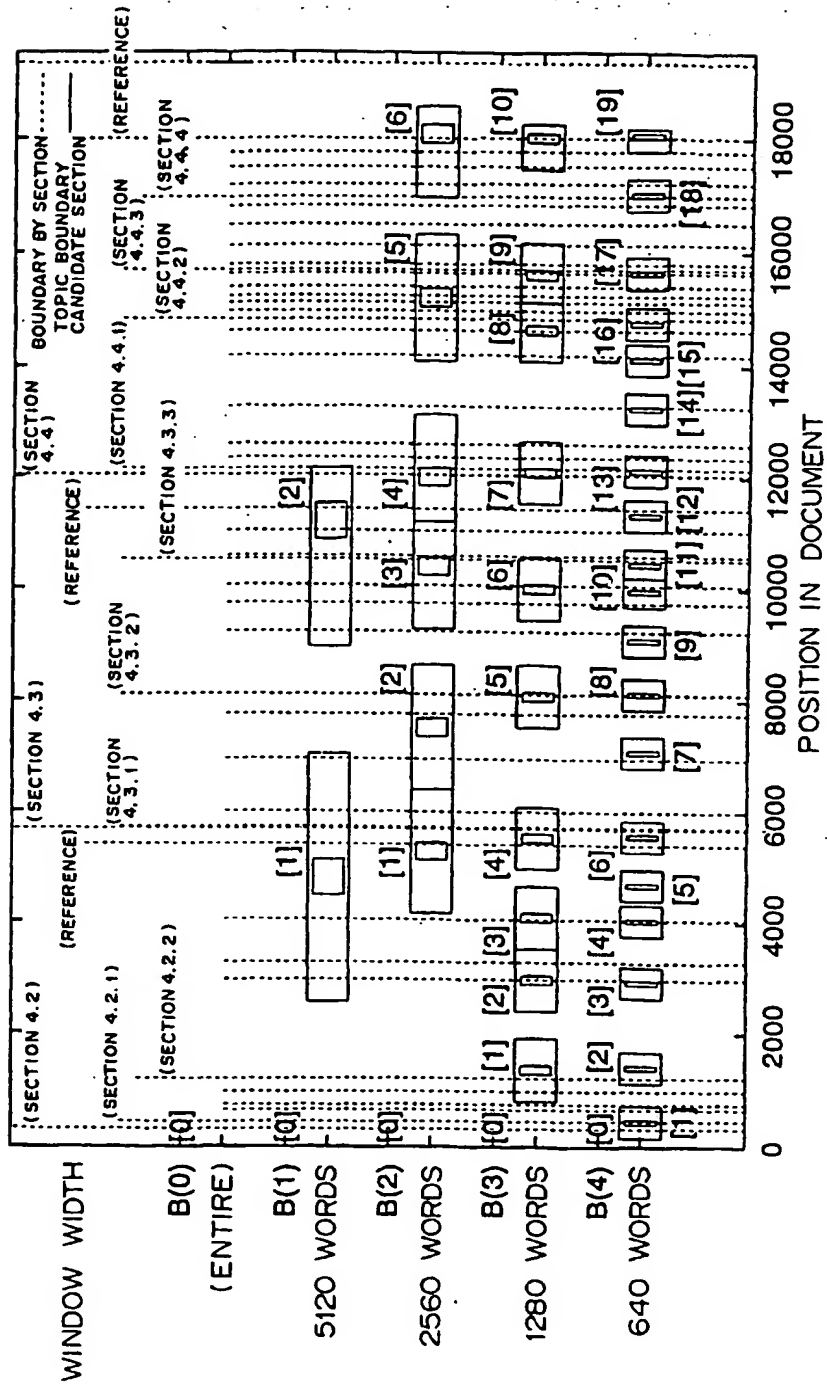 WINDOW WIDTH
BOUNDARY BY SECTION
TOPIC BOUNDARY
CANDIDATE SECTION
(SECTION 4.2)
(SECTION 4.2.1)
(SECTION 4.2.2)
(REFERENCE)
(SECTION 4.3)
(SECTION
4.3.1)
(SECTION
4.3.2)
(REFERENCE)
(SECTION 4.3.3)
(SECTION
4.4)
(SECTION 4.4.1)
(SECTION
4.4.2)
(SECTION
4.4.3)
(SECTION
4.4.4)
(REFERENCE)
B(0)
(ENTIRE)
[0]
B(1)
5120 WORDS
[0]
[1]
[2]
B(2)
2560 WORDS
[0]
[1]
[2]
[3]
[4]
[5]
[6]
B(3)
1280 WORDS
[0]
[1]
[2]
[3]
[4]
[5]
[6]
[7]
[8]
[9]
[10]
B(4)
640 WORDS
[0]
[1]
[2]
[3]
[4]
[5]
[6]
[7]
[8]
[9]
[10]
[11]
[12]
[13]
[14]
[15]
[16]
[17]
[18]
[19]
0 2000 4000 6000 8000 10000 12000 14000 16000 18000
POSITION IN DOCUMENT